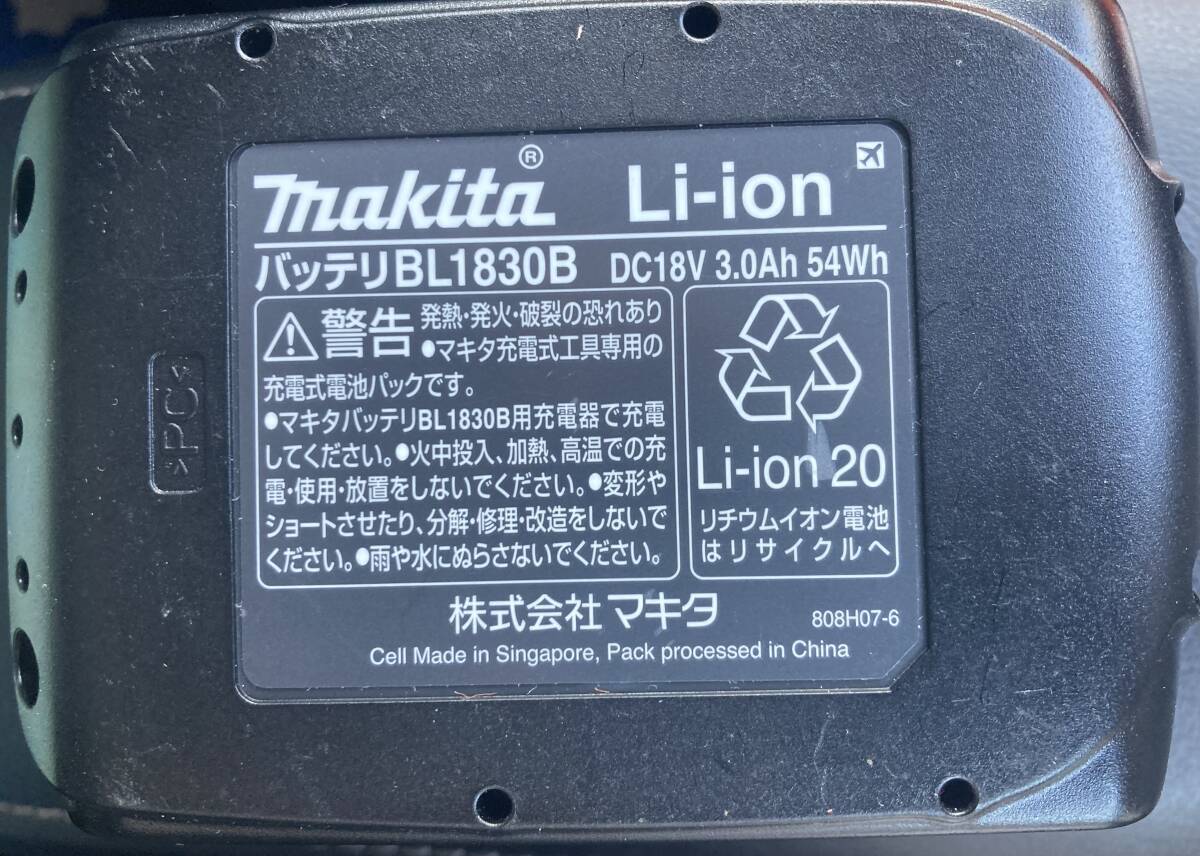 makita® Li-ion
バッテリBL1830B DC18V 3.0Ah 54Wh
警告 発熱・発火・破裂の恐れあり
●マキタ充電式工具専用の
充電式電池パックです。
●マキタバッテリBL1830B用充電器で充電
してください。●火中投入、加熱、高温での充
電・使用・放置をしないでください。●変形や
ショートさせたり、分解・修理・改造をしないで
ください。●雨や水にぬらさないでください。
Li-ion 20
リチウムイオン電池
はリサイクルへ
株式会社マキタ 808H07-6
Cell Made in Singapore, Pack processed in China
>PC<